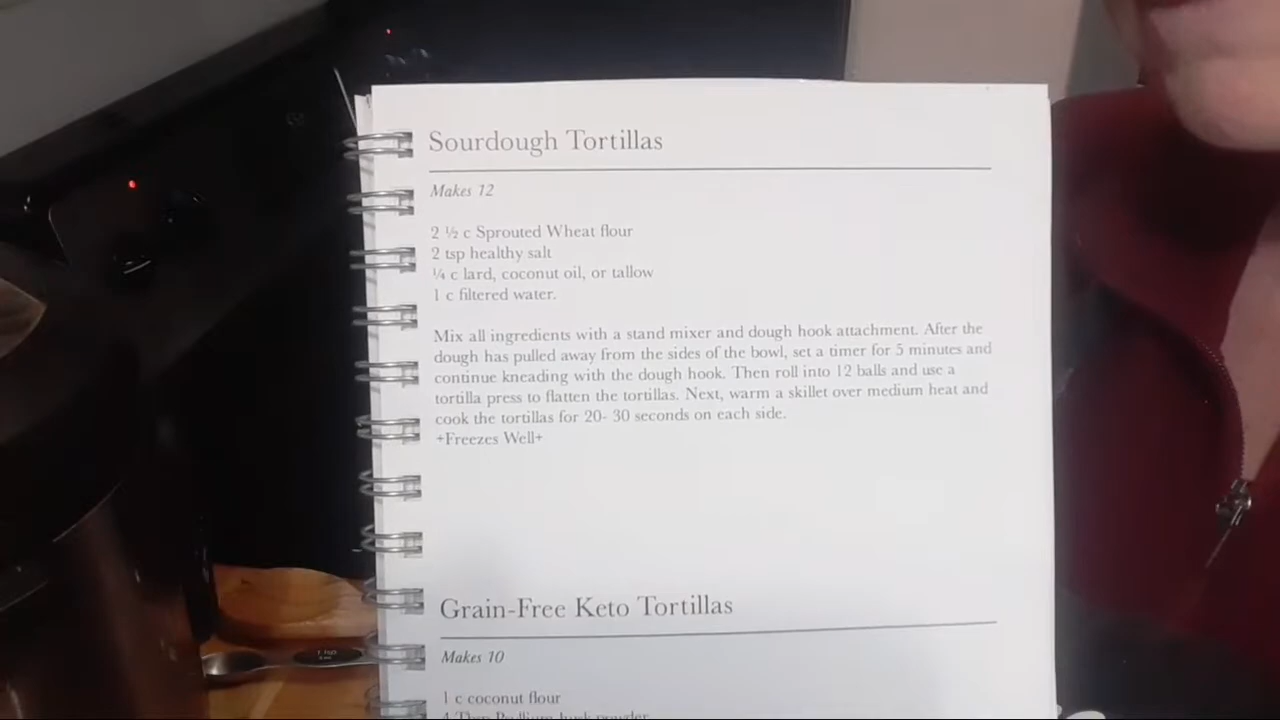 Sourdough Tortillas
Makes 12
2 ½ c Sprouted Wheat flour
2 tsp healthy salt
¼ c lard, coconut oil, or tallow
1 c filtered water.
Mix all ingredients with a stand mixer and dough hook attachment. After the
dough has pulled away from the sides of the bowl, set a timer for 5 minutes and
continue kneading with the dough hook. Then roll into 12 balls and use a
tortilla press to flatten the tortillas. Next, warm a skillet over medium heat and
cook the tortillas for 20- 30 seconds on each side.
+Freezes Well+
Grain-Free Keto Tortillas
Makes 10
1 c coconut flour